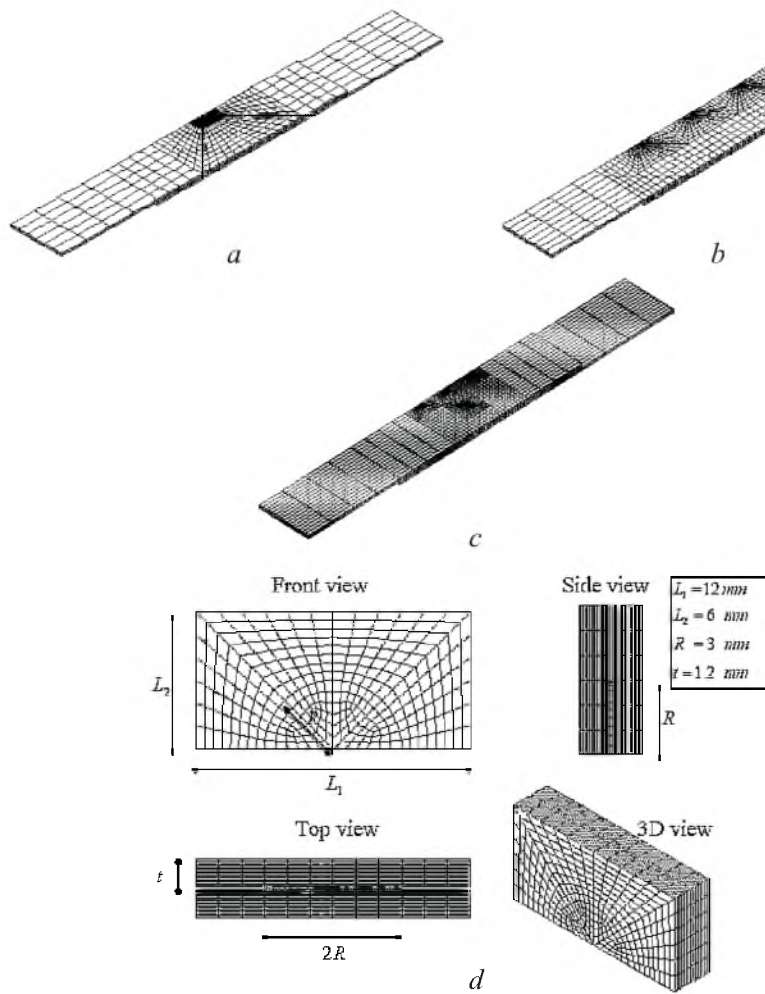 a
b
c
Front view
Side view
L₁ = 12 mm
L₂ = 6 mm
R = 3 mm
t = 1.2 mm
L₂
R
R
L₁
Top view
3D view
t
2R
d